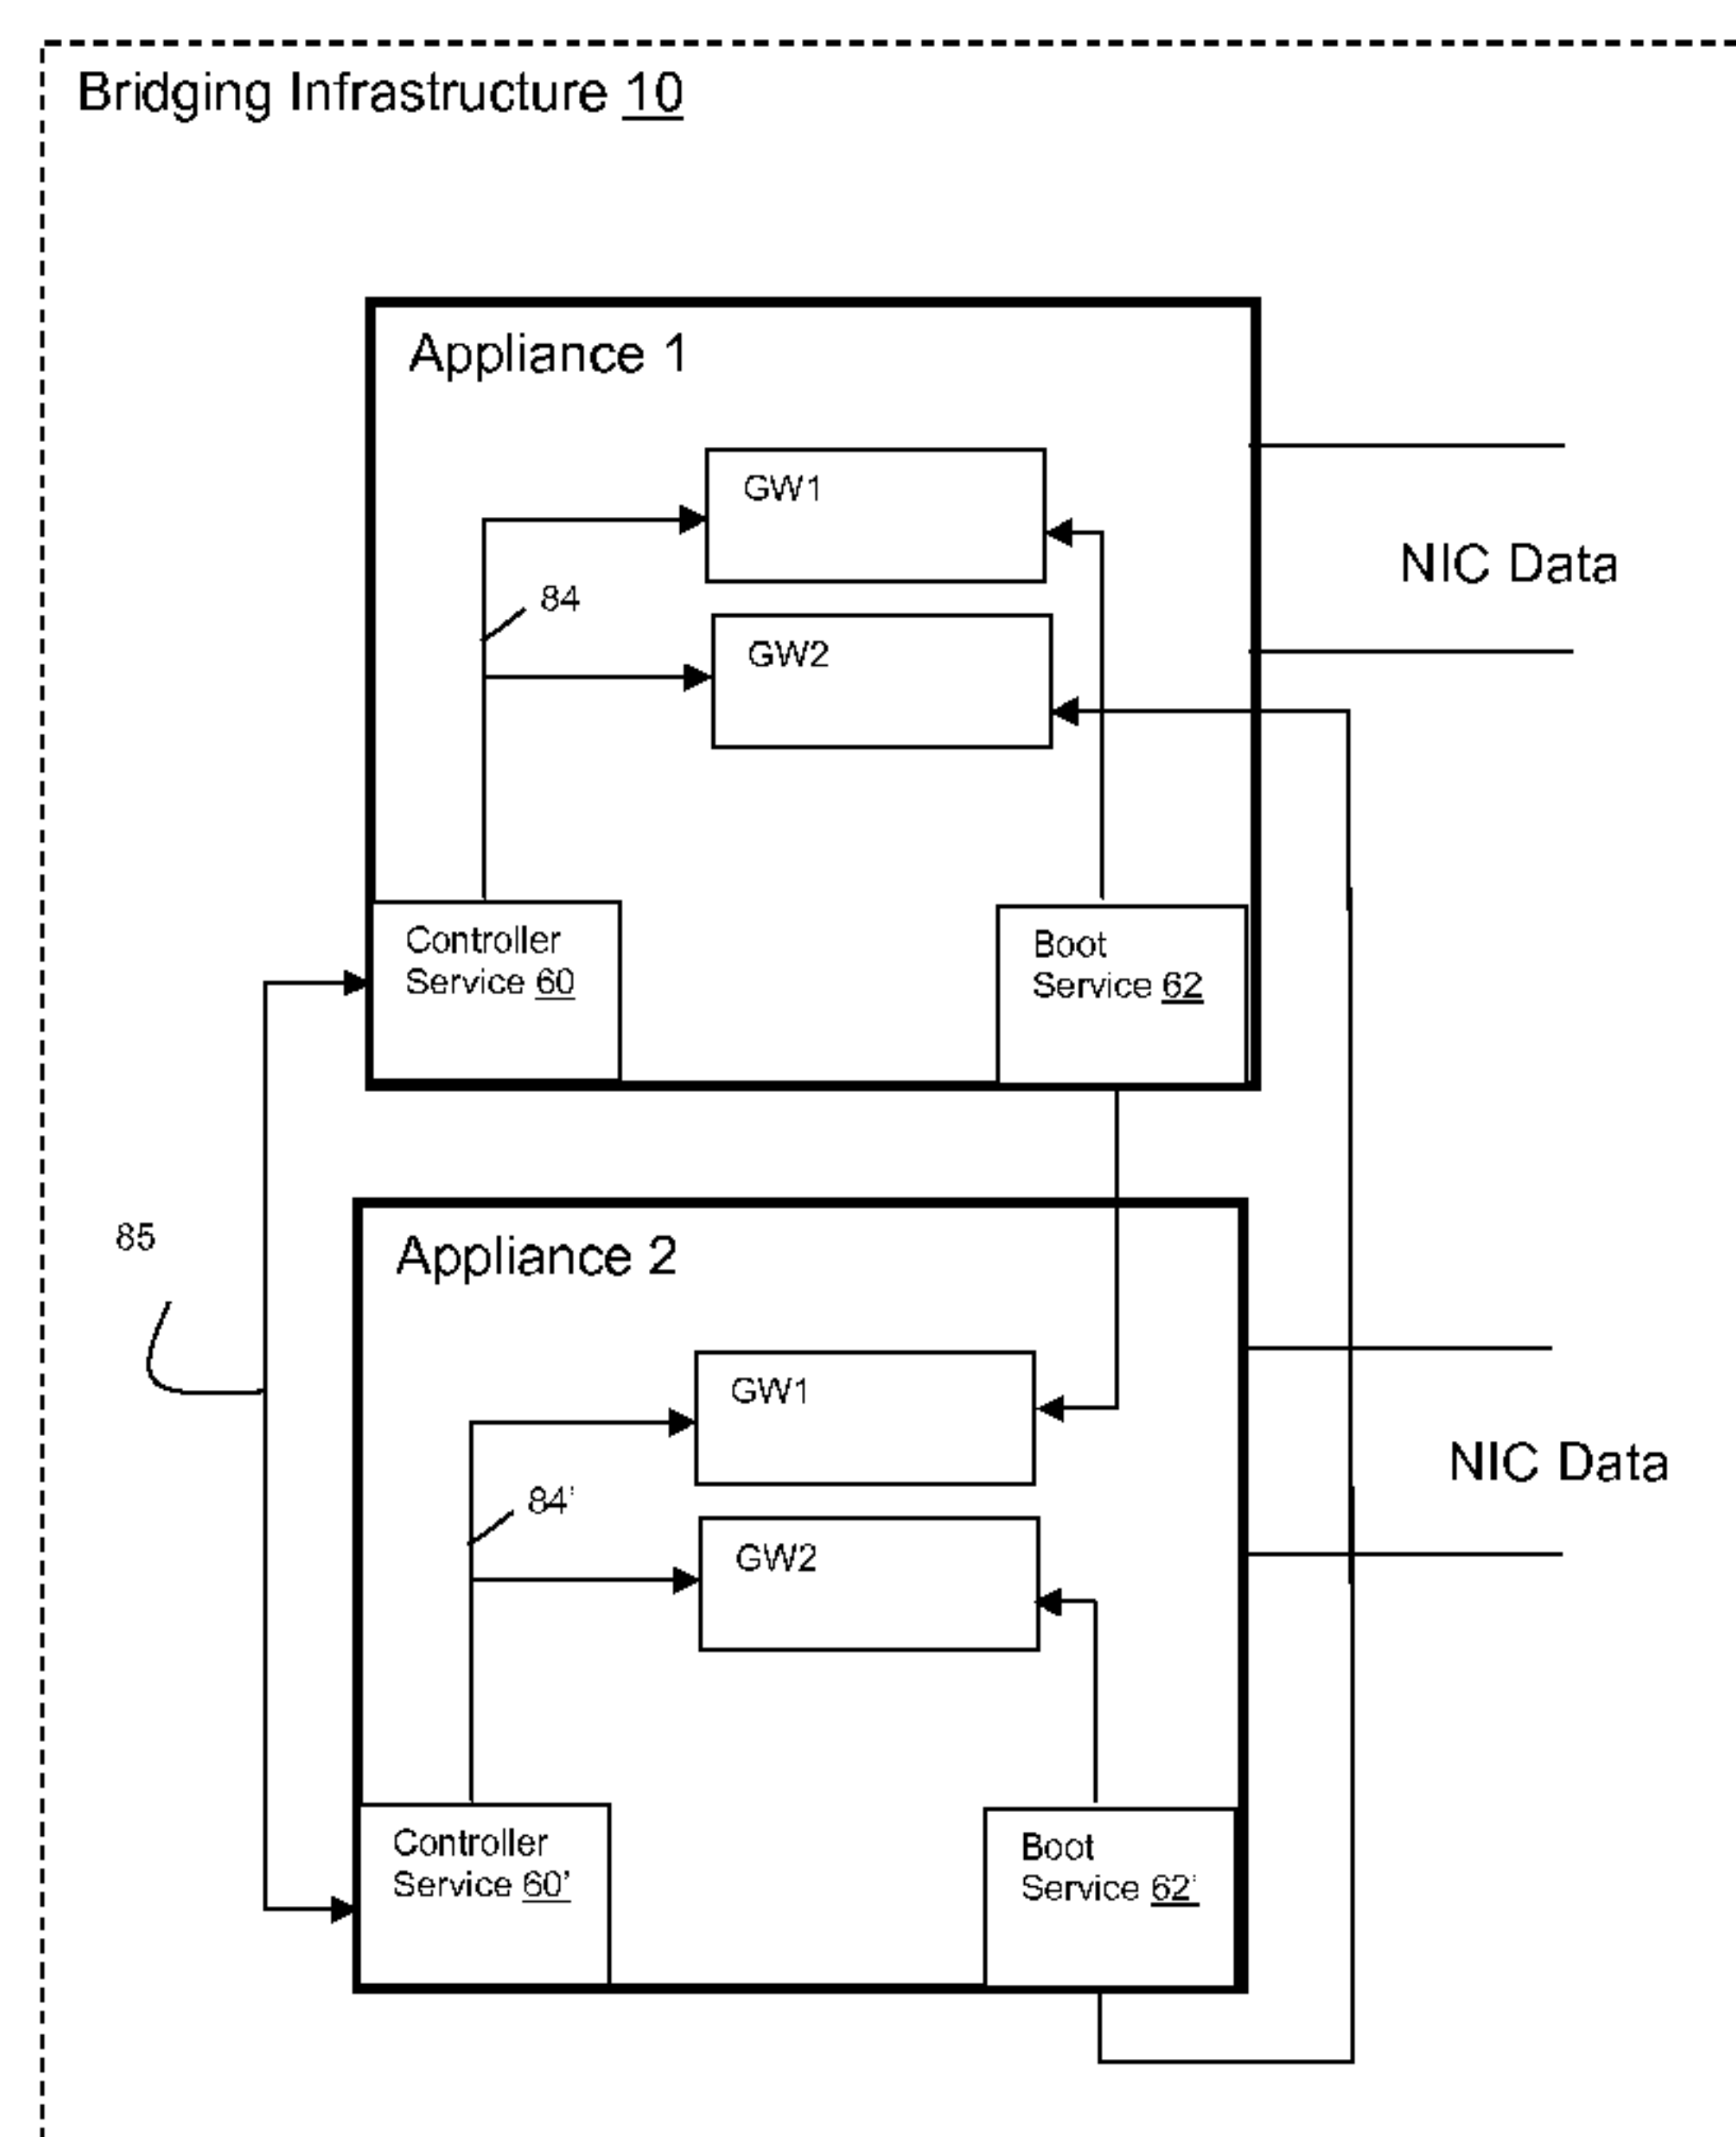 Bridging Infrastructure 10
Appliance 1
GW1
NIC Data
84
GW2
Controller
Service 60
Boot
Service 62
85
Appliance 2
GW1
NIC Data
84'
GW2
Controller
Service 60’
Boot
Service 62'